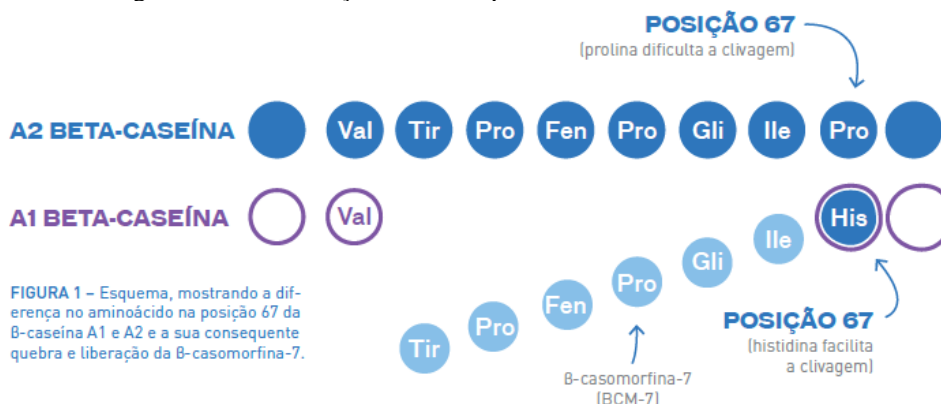 POSIÇÃO 67
(prolina dificulta a clivagem)
A2 BETA-CASEÍNA
Val Tir Pro Fen Pro Gli Ile Pro
A1 BETA-CASEÍNA
Val
His
Ile
Gli
Pro
Fen
Pro
Tir
FIGURA 1 – Esquema, mostrando a dife-
rença no aminoácido na posição 67 da
β-caseína A1 e A2 e a sua consequente
quebra e liberação da β-casomorfina-7.
POSIÇÃO 67
(histidina facilita
a clivagem)
β-casomorfina-7
(BCM-7)